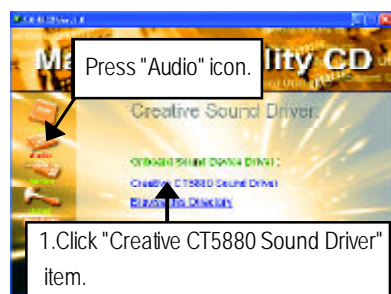 Ma lity CD
Press "Audio" icon.
Creative Sound Driver:
Onboard Sound Device Driver :
Creative CT5880 Sound Driver
Browse this Directory
1.Click "Creative CT5880 Sound Driver"
item.